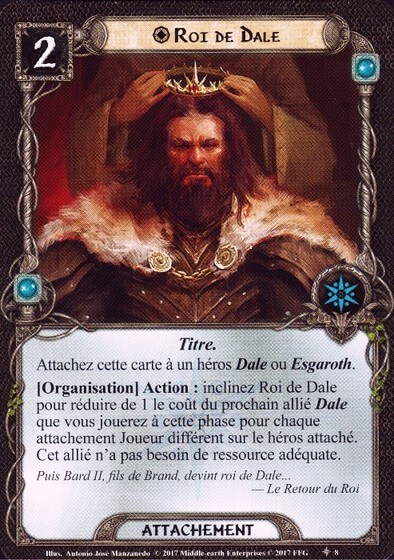 2
Roi de Dale
Titre.
Attachez cette carte à un héros Dale ou Esgaroth.
[Organisation] Action : inclinez Roi de Dale
pour réduire de 1 le coût du prochain allié Dale
que vous jouerez à cette phase pour chaque
attachement Joueur différent sur le héros attaché.
Cet allié n'a pas besoin de ressource adéquate.
Puis Bard II, fils de Brand, devint roi de Dale...
— Le Retour du Roi
ATTACHEMENT
Illus. Antonio José Manzanedo © 2017 Middle-earth Enterprises © 2017 FFG 8